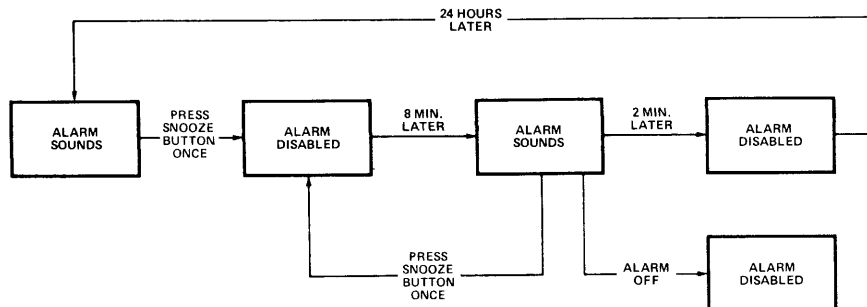 24 HOURS
LATER
ALARM
SOUNDS
PRESS
SNOOZE
BUTTON
ONCE
ALARM
DISABLED
8 MIN.
LATER
ALARM
SOUNDS
2 MIN.
LATER
ALARM
DISABLED
PRESS
SNOOZE
BUTTON
ONCE
ALARM
OFF
ALARM
DISABLED